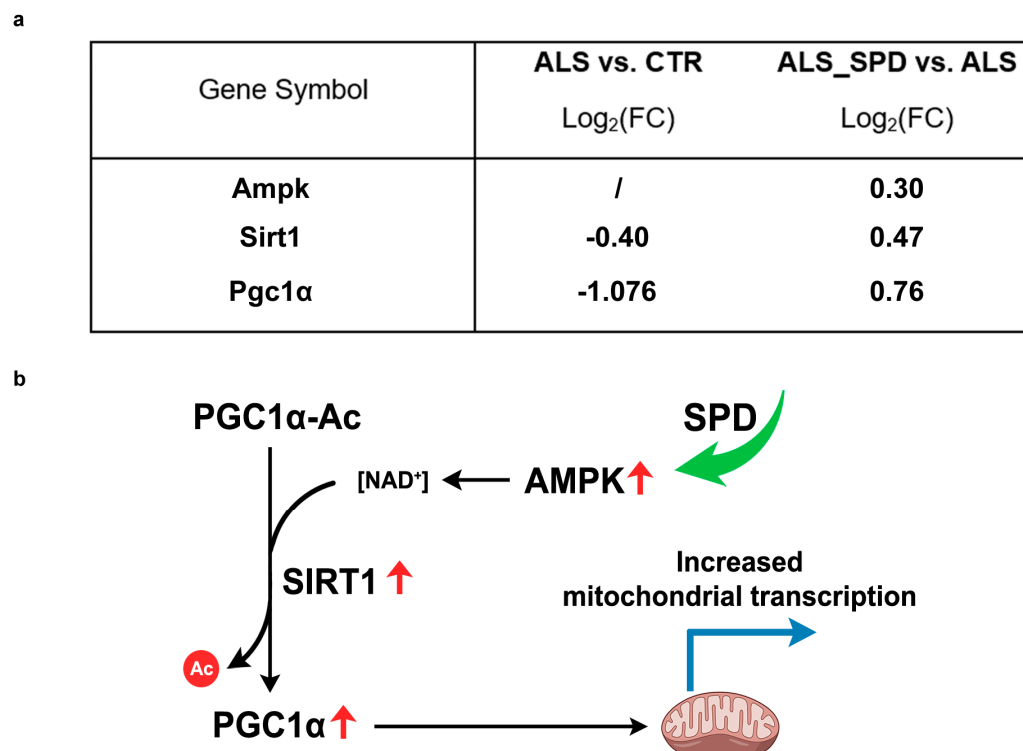 a
Gene Symbol
ALS vs. CTR
ALS_SPD vs. ALS
Log₂(FC)
Log₂(FC)
Ampk / 0.30
Sirt1 -0.40 0.47
Pgc1α -1.076 0.76
b
PGC1α-Ac
SPD
[NAD⁺]
AMPK
SIRT1
Increased
mitochondrial transcription
Ac
PGC1α